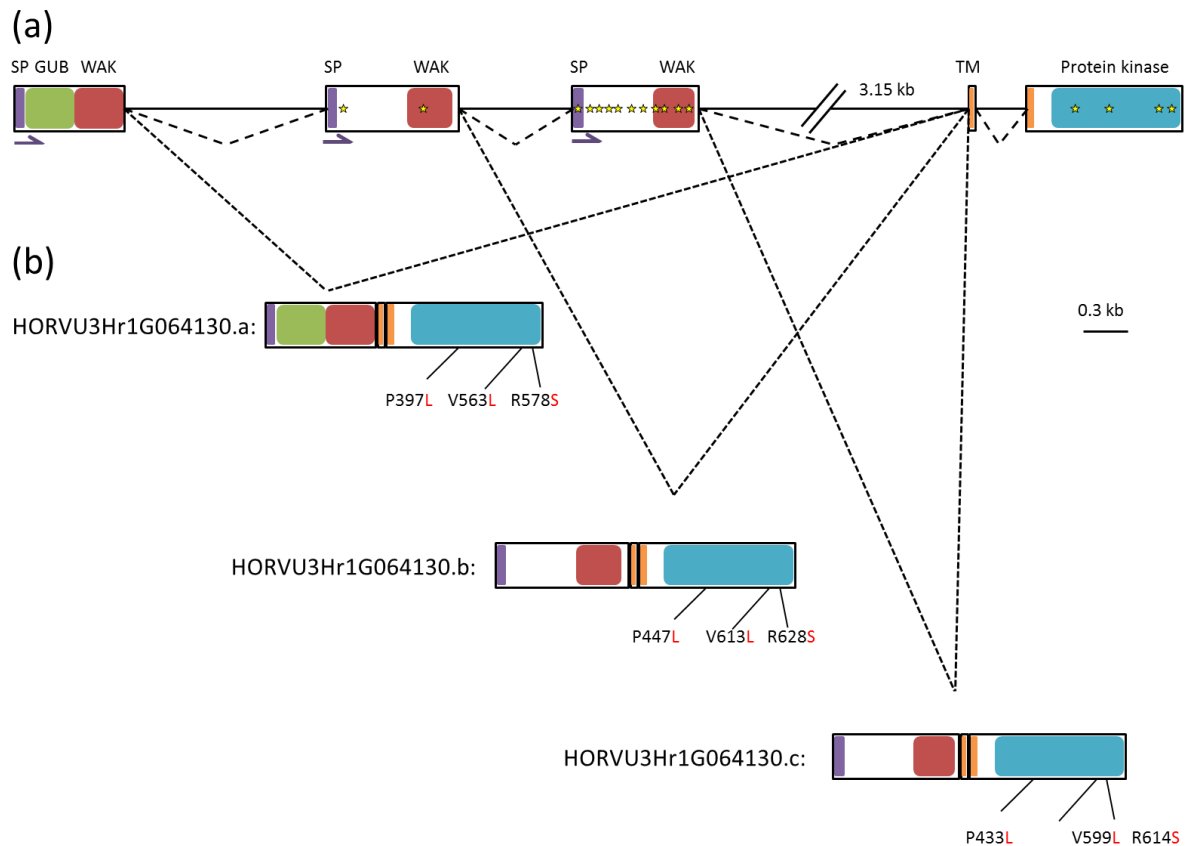 (a)
SP GUB WAK SP WAK SP WAK TM Protein kinase
3.15 kb
(b)
HORVU3Hr1G064130.a:
0.3 kb
P397L V563L R578S
HORVU3Hr1G064130.b:
P447L V613L R628S
HORVU3Hr1G064130.c:
P433L V599L R614S